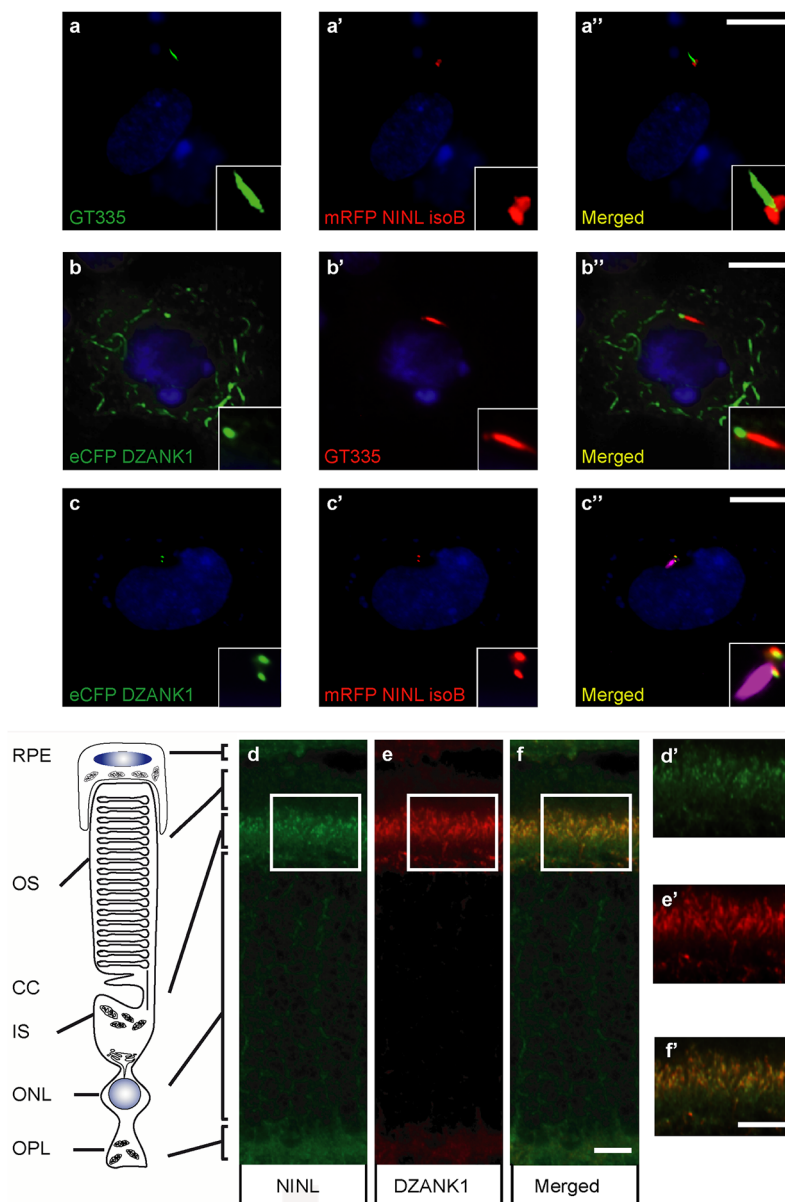 a
a’
a’’
GT335
mRFP NINL isoB
Merged
b
b’
b’’
eCFP DZANK1
GT335
Merged
c
c’
c’’
eCFP DZANK1
mRFP NINL isoB
Merged
RPE
OS
CC
IS
ONL
OPL
d
e
f
d’
e’
f’
NINL
DZANK1
Merged